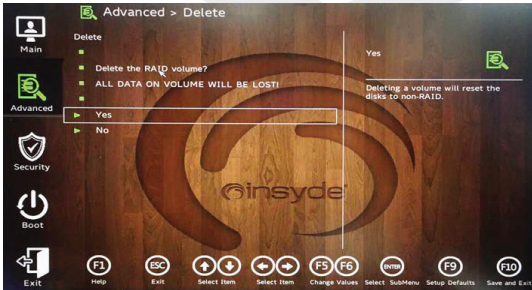 Advanced > Delete
Main
Advanced
Security
Boot
Exit
Delete
Delete the RAID volume?
ALL DATA ON VOLUME WILL BE LOST!
Yes
No
Yes
Deleting a volume will reset the
disks to non-RAID.
insyde
F1
Help
ESC
Exit
Select Item
Select Item
F5 F6
Change Values
ENTER
Select SubMenu
F9
Setup Defaults
F10
Save and Exit